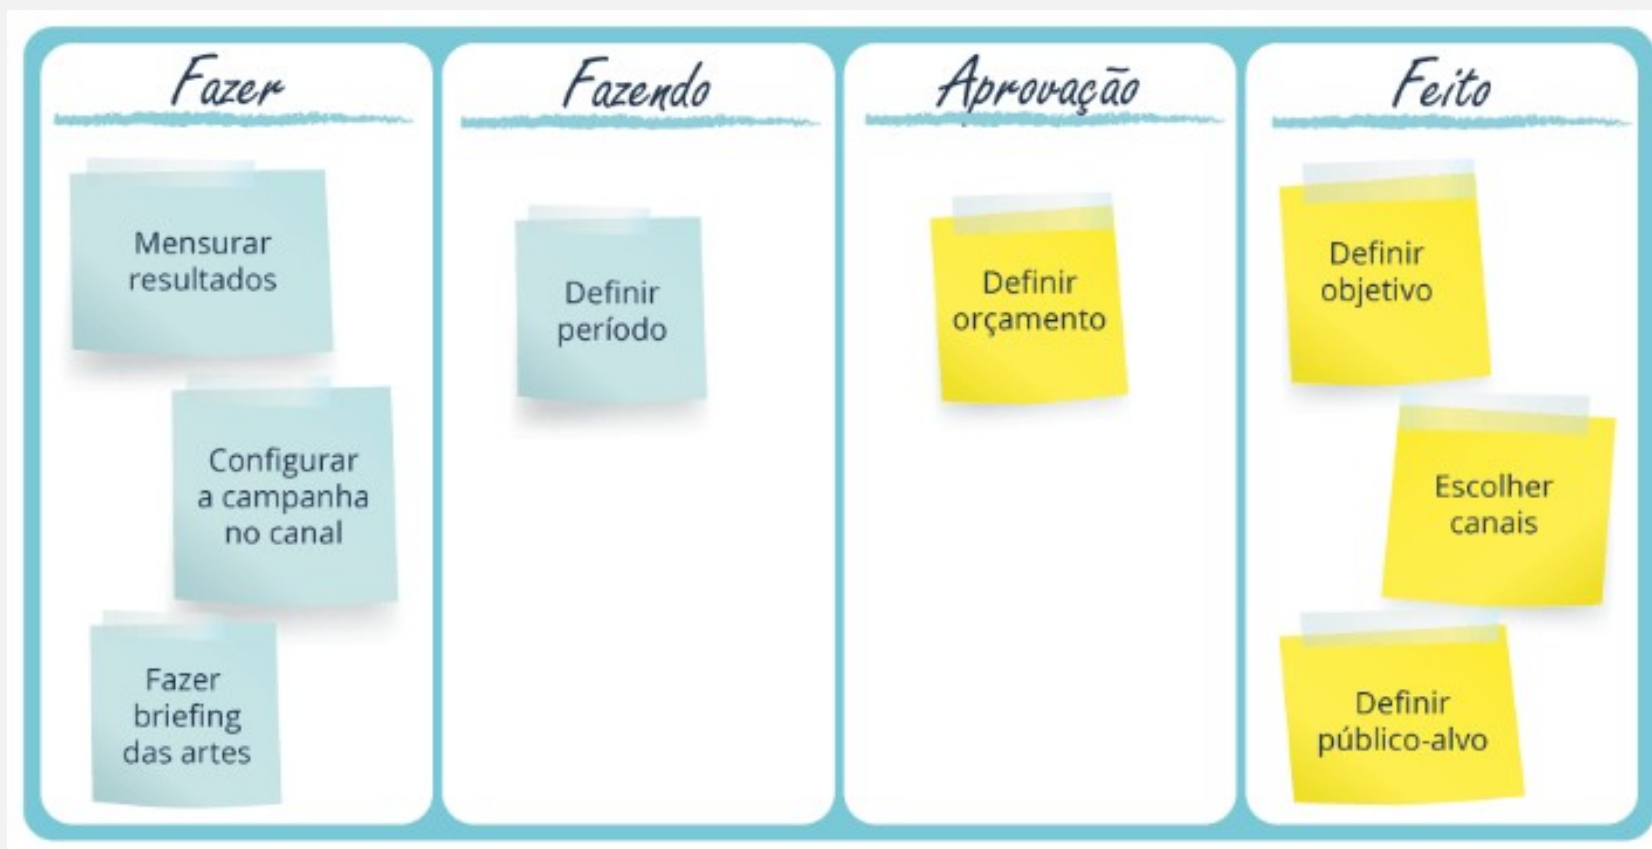 Fazer
Mensurar
resultados
Configurar
a campanha
no canal
Fazer
briefing
das artes
Fazendo
Definir
período
Aprovação
Definir
orçamento
Feito
Definir
objetivo
Escolher
canais
Definir
público-alvo